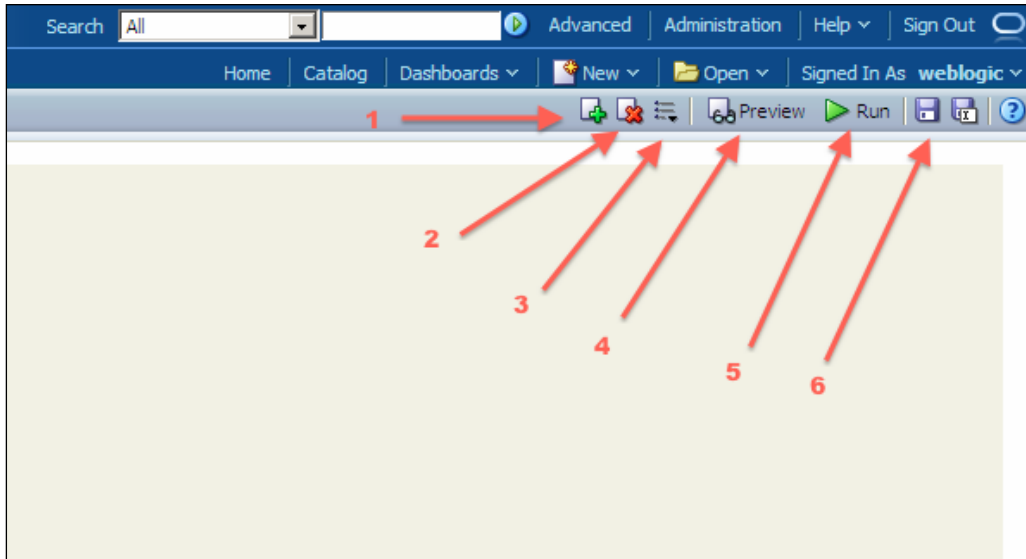 Search All Advanced Administration Help Sign Out
Home Catalog Dashboards New Open Signed In As weblogic
Preview Run
1
2
3
4
5
6